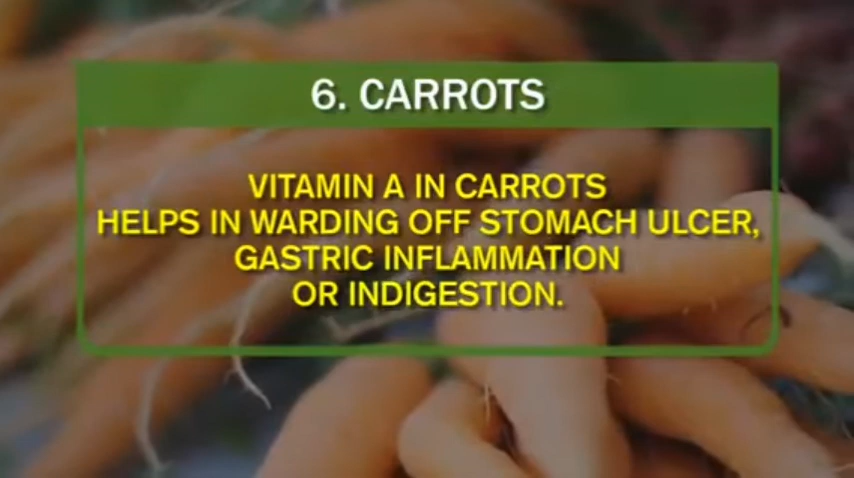 6. CARROTS
VITAMIN A IN CARROTS
HELPS IN WARDING OFF STOMACH ULCER,
GASTRIC INFLAMMATION
OR INDIGESTION.